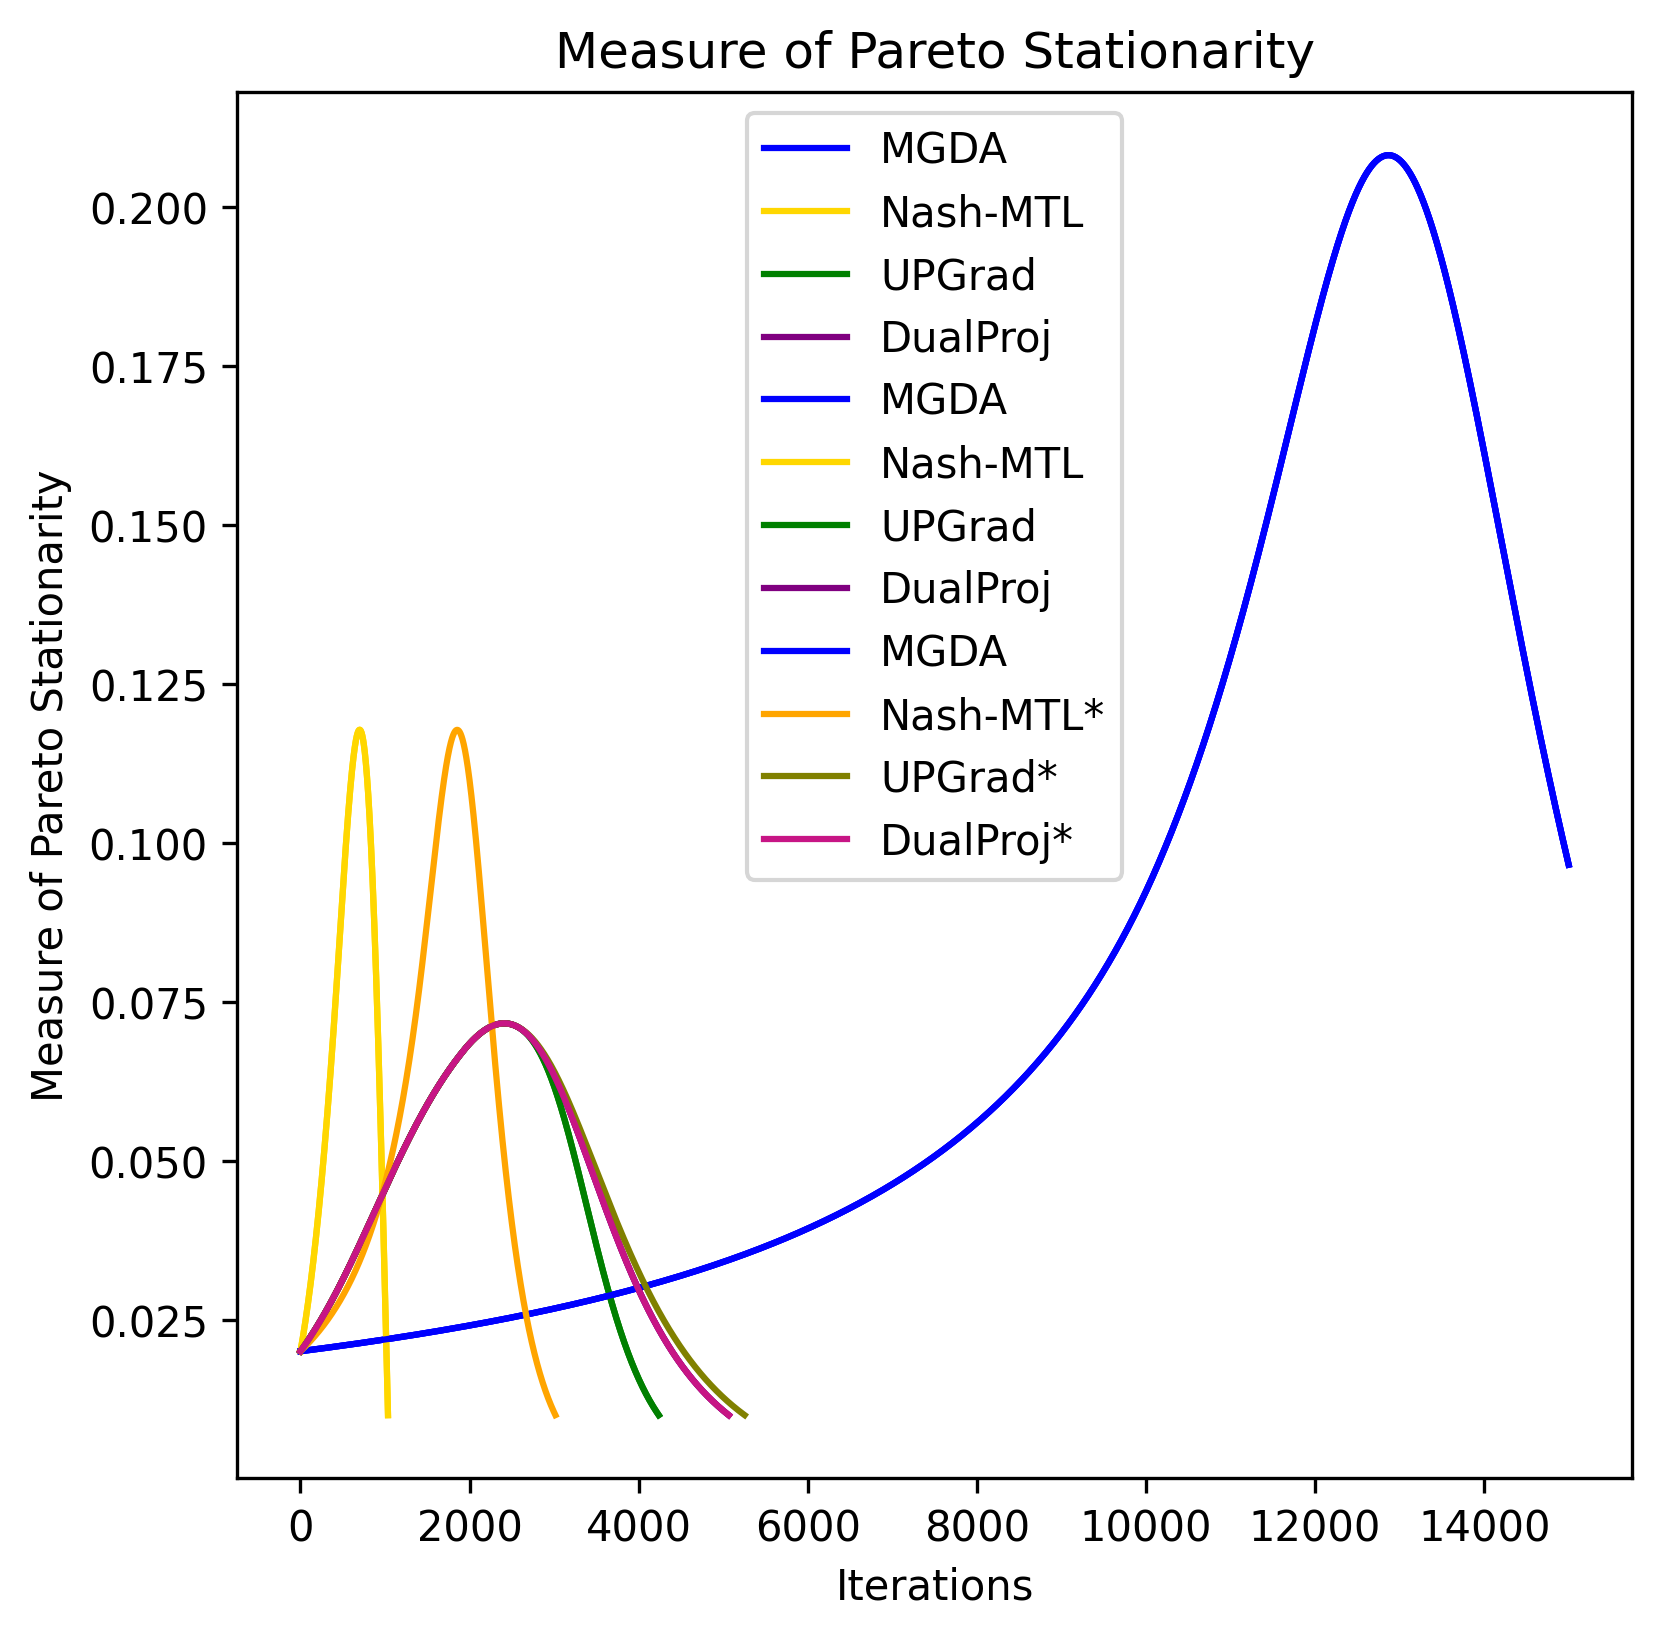 Measure of Pareto Stationarity
MGDA
Nash-MTL
UPGrad
DualProj
MGDA
Nash-MTL
UPGrad
DualProj
MGDA
Nash-MTL*
UPGrad*
DualProj*
Measure of Pareto Stationarity
0.200
0.175
0.150
0.125
0.100
0.075
0.050
0.025
0 2000 4000 6000 8000 10000 12000 14000
Iterations